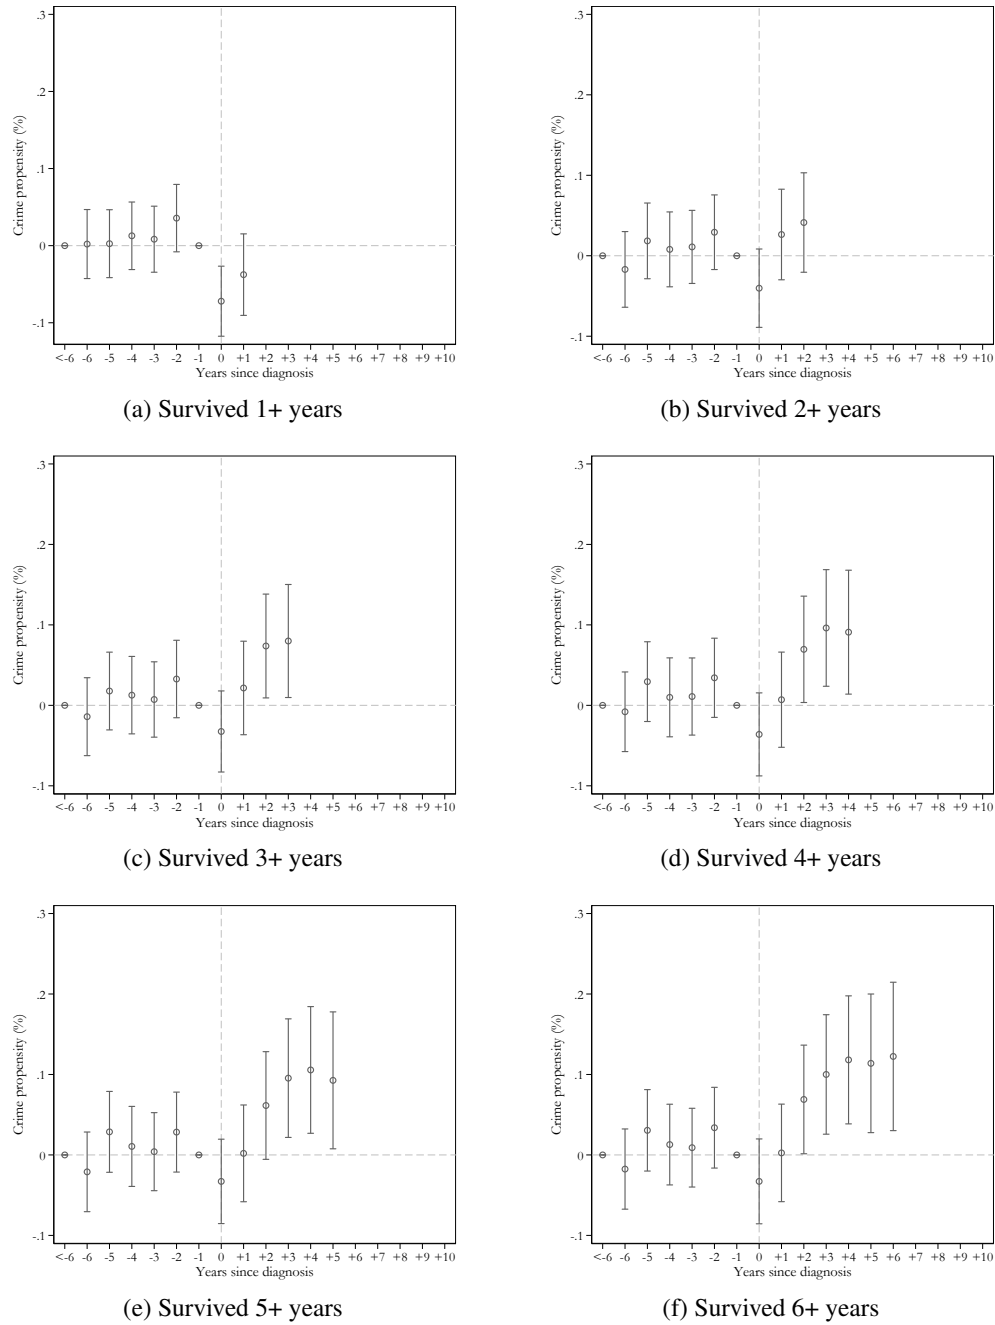 .3
.2
.1
0
-.1
Crime propensity (%)
<-6 -6 -5 -4 -3 -2 -1 0 +1 +2 +3 +4 +5 +6 +7 +8 +9 +10
Years since diagnosis
(a) Survived 1+ years
.3
.2
.1
0
-.1
Crime propensity (%)
<-6 -6 -5 -4 -3 -2 -1 0 +1 +2 +3 +4 +5 +6 +7 +8 +9 +10
Years since diagnosis
(b) Survived 2+ years
.3
.2
.1
0
-.1
Crime propensity (%)
<-6 -6 -5 -4 -3 -2 -1 0 +1 +2 +3 +4 +5 +6 +7 +8 +9 +10
Years since diagnosis
(c) Survived 3+ years
.3
.2
.1
0
-.1
Crime propensity (%)
<-6 -6 -5 -4 -3 -2 -1 0 +1 +2 +3 +4 +5 +6 +7 +8 +9 +10
Years since diagnosis
(d) Survived 4+ years
.3
.2
.1
0
-.1
Crime propensity (%)
<-6 -6 -5 -4 -3 -2 -1 0 +1 +2 +3 +4 +5 +6 +7 +8 +9 +10
Years since diagnosis
(e) Survived 5+ years
.3
.2
.1
0
-.1
Crime propensity (%)
<-6 -6 -5 -4 -3 -2 -1 0 +1 +2 +3 +4 +5 +6 +7 +8 +9 +10
Years since diagnosis
(f) Survived 6+ years